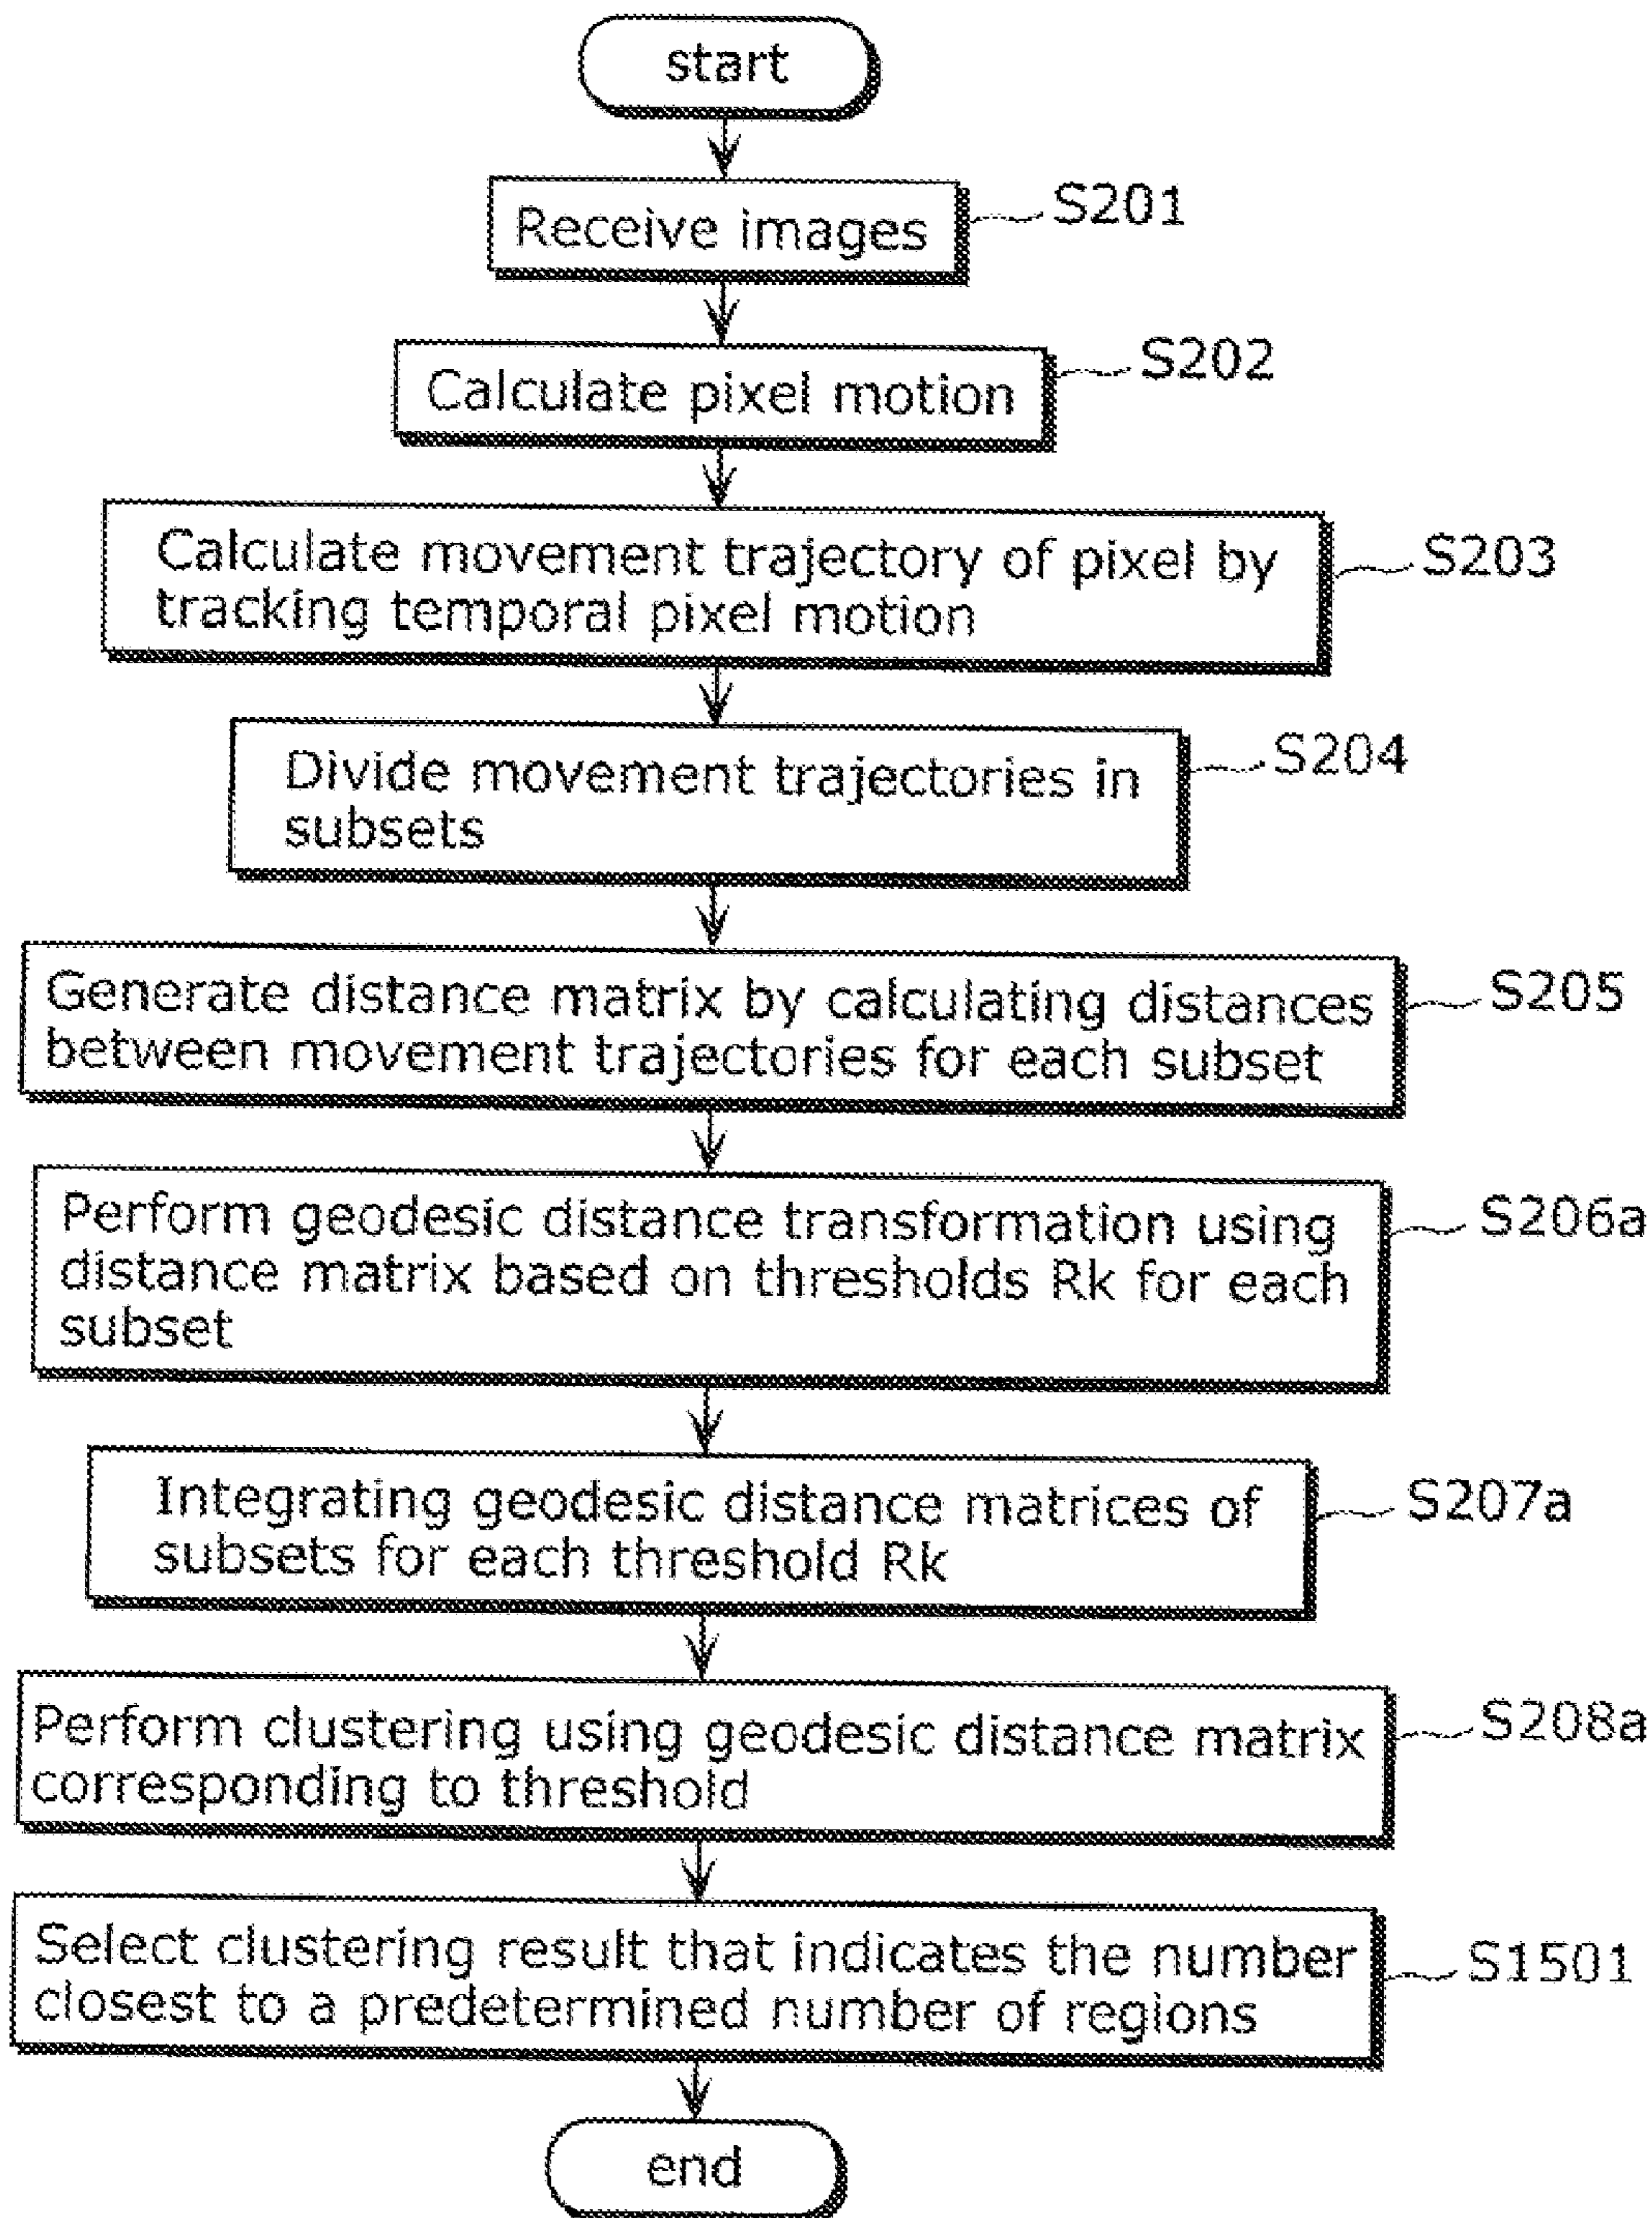 start
Receive images
S201
Calculate pixel motion
S202
Calculate movement trajectory of pixel by
tracking temporal pixel motion
S203
Divide movement trajectories in
subsets
S204
Generate distance matrix by calculating distances
between movement trajectories for each subset
S205
Perform geodesic distance transformation using
distance matrix based on thresholds Rk for each
subset
S206a
Integrating geodesic distance matrices of
subsets for each threshold Rk
S207a
Perform clustering using geodesic distance matrix
corresponding to threshold
S208a
Select clustering result that indicates the number
closest to a predetermined number of regions
S1501
end